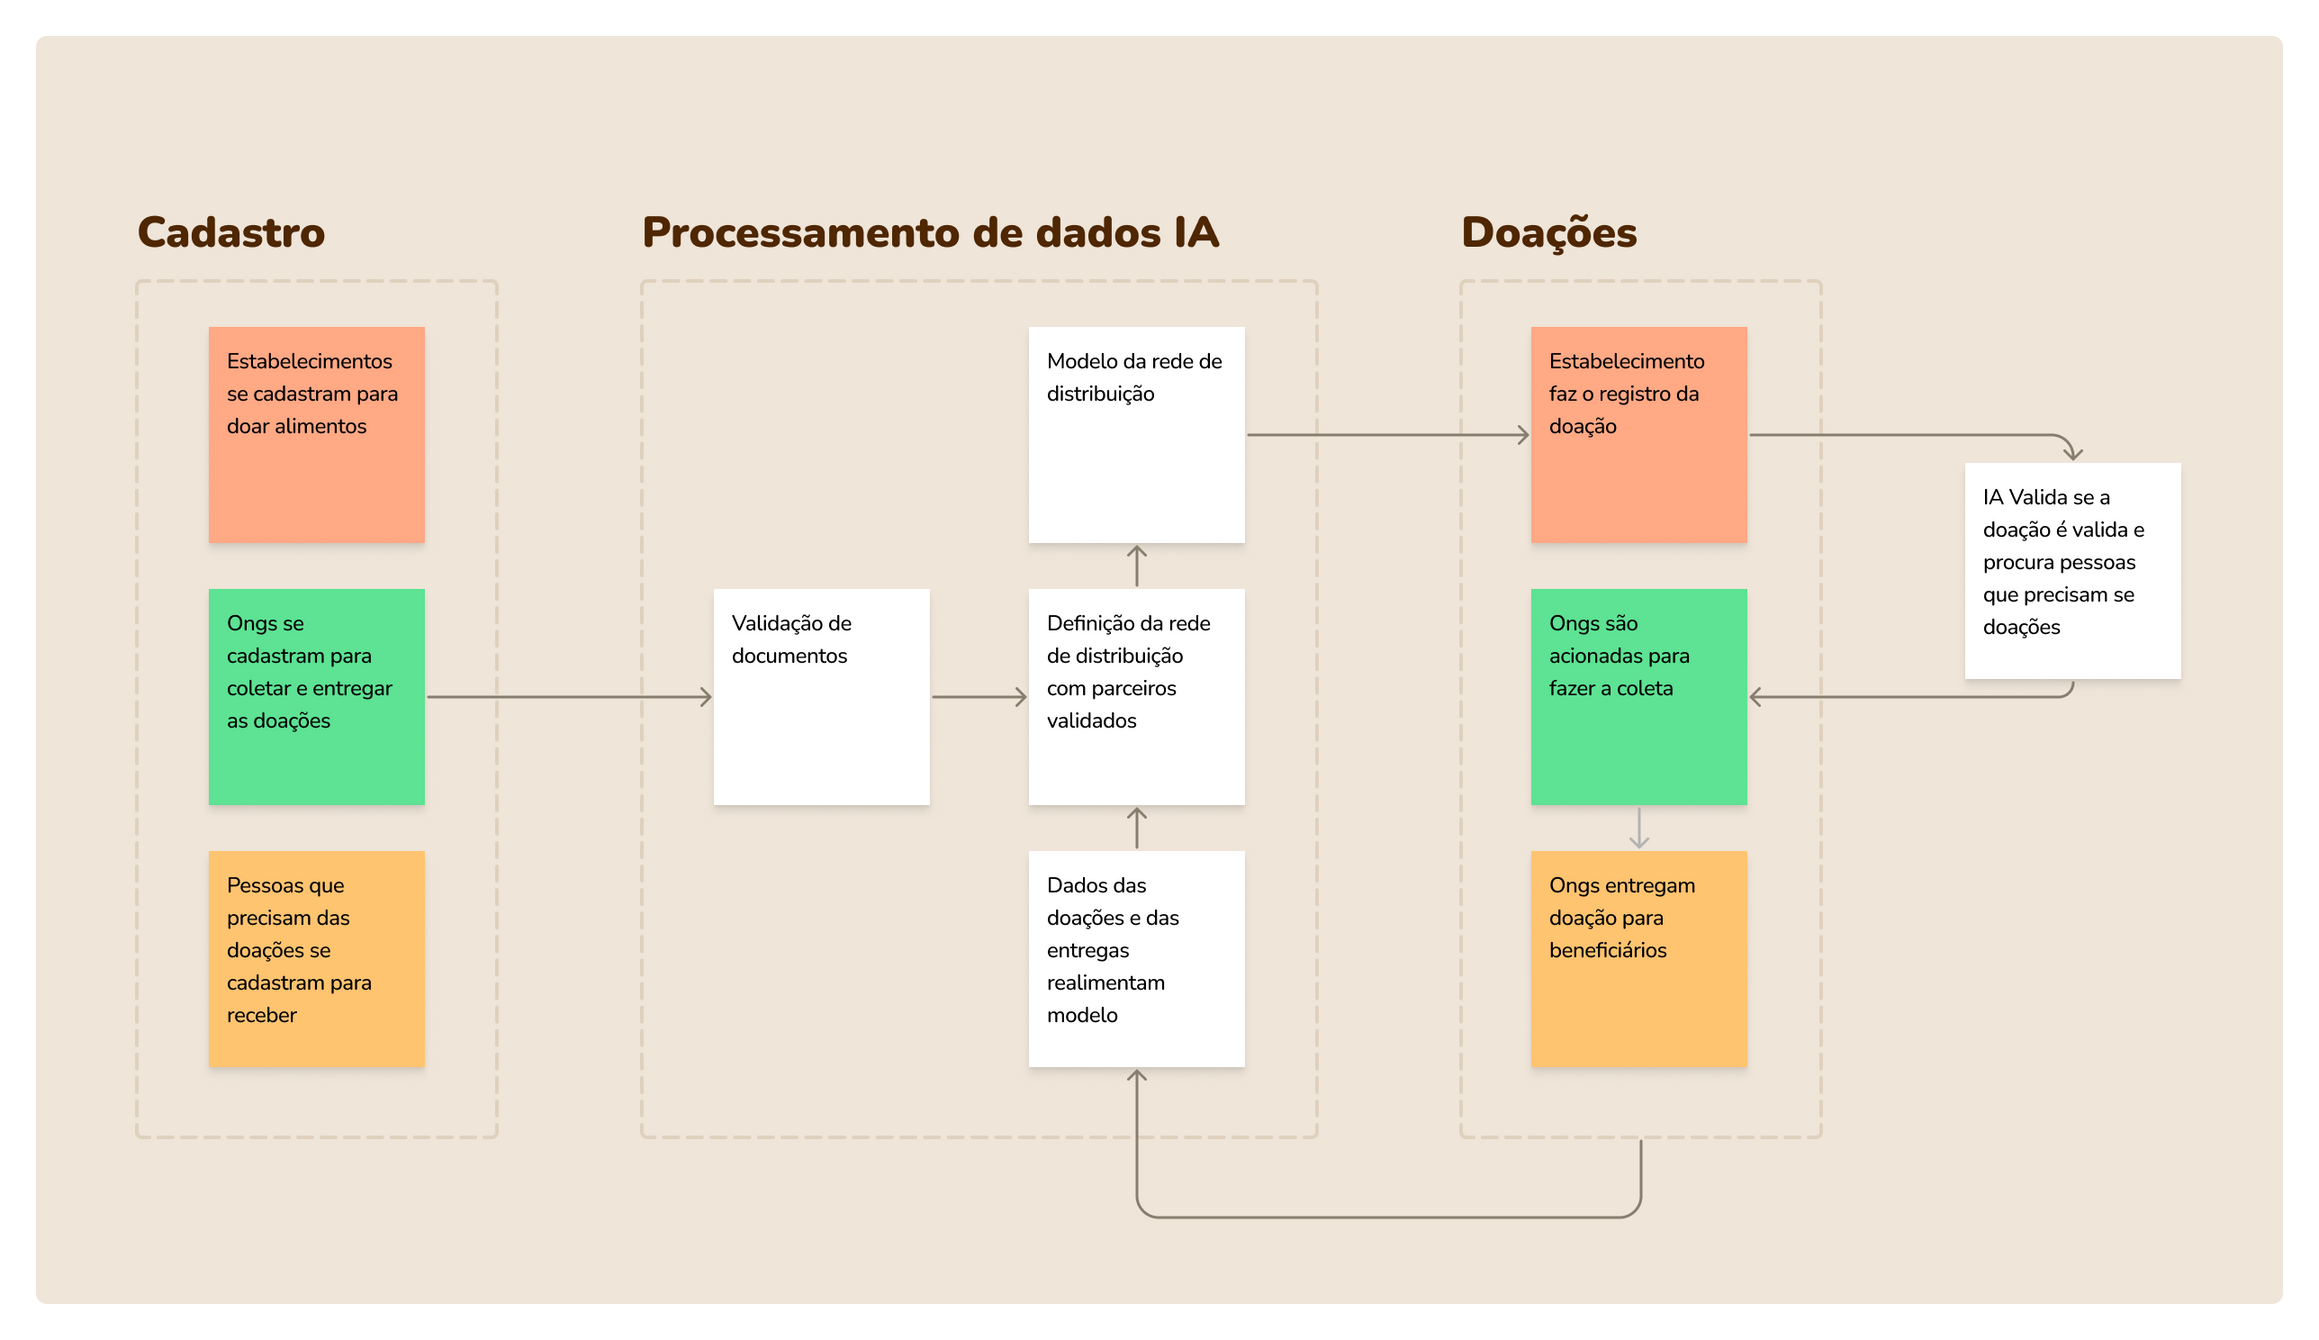 Cadastro
Estabelecimentos
se cadastram para
doar alimentos
Ongs se
cadastram para
coletar e entregar
as doações
Pessoas que
precisam das
doações se
cadastram para
receber
Processamento de dados IA
Modelo da rede de
distribuição
Validação de
documentos
Definição da rede
de distribuição
com parceiros
validados
Dados das
doações e das
entregas
realimentam
modelo
Doações
Estabelecimento
faz o registro da
doação
Ongs são
acionadas para
fazer a coleta
Ongs entregam
doação para
beneficiários
IA Valida se a
doação é valida e
procura pessoas
que precisam se
doações